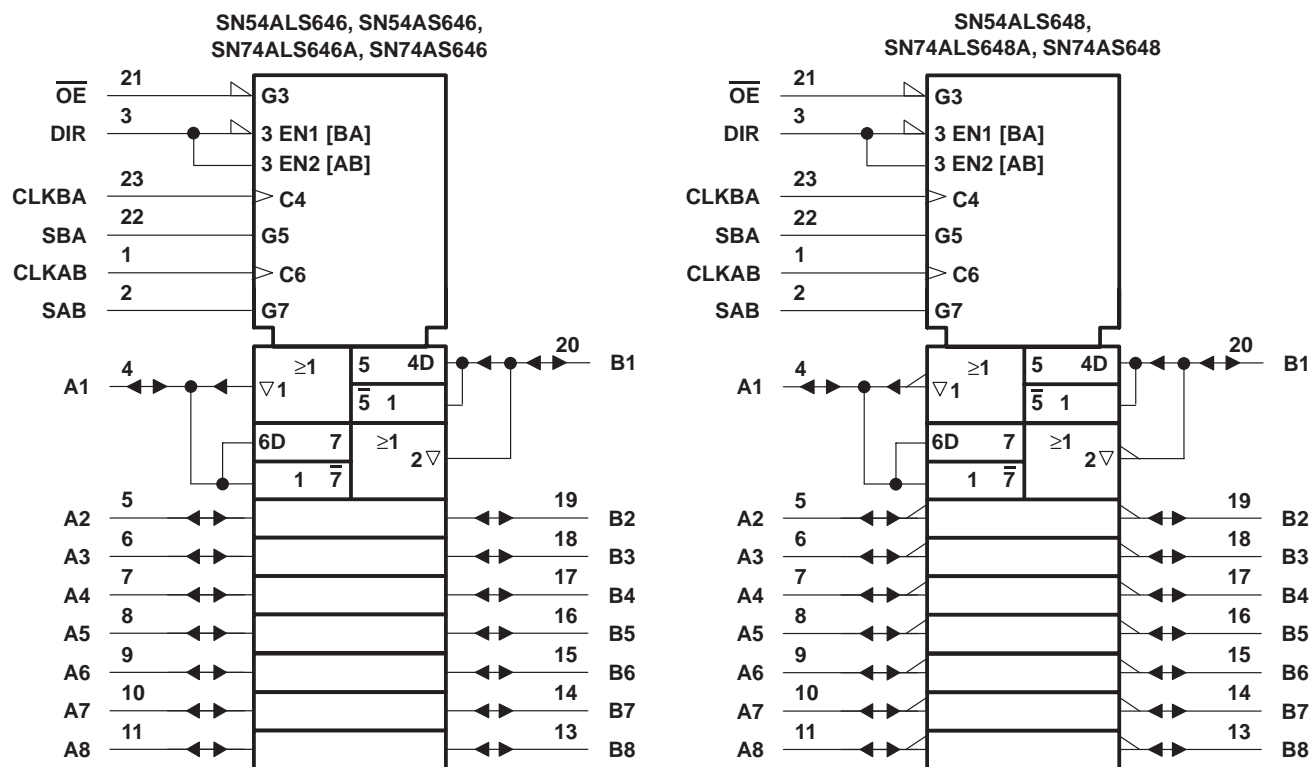 SN54ALS646, SN54AS646,
SN74ALS646A, SN74AS646
OE
21
G3
DIR
3
3 EN1 [BA]
3 EN2 [AB]
CLKBA
23
C4
SBA
22
G5
CLKAB
1
C6
SAB
2
G7
A1
4
≥1
▽1
5 4D
5̅ 1
20
B1
6D 7
1 7̅
≥1
2▽
A2 5 19 B2
A3 6 18 B3
A4 7 17 B4
A5 8 16 B5
A6 9 15 B6
A7 10 14 B7
A8 11 13 B8
SN54ALS648,
SN74ALS648A, SN74AS648
OE
21
G3
DIR
3
3 EN1 [BA]
3 EN2 [AB]
CLKBA
23
C4
SBA
22
G5
CLKAB
1
C6
SAB
2
G7
A1
4
≥1
▽1
5 4D
5̅ 1
20
B1
6D 7
1 7̅
≥1
2▽
A2 5 19 B2
A3 6 18 B3
A4 7 17 B4
A5 8 16 B5
A6 9 15 B6
A7 10 14 B7
A8 11 13 B8